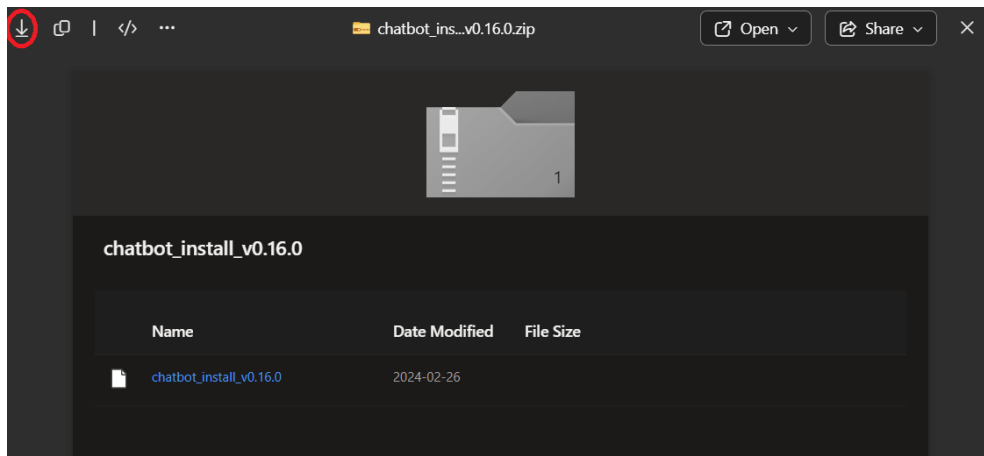 </> ... chatbot_ins...v0.16.0.zip Open Share
1
chatbot_install_v0.16.0
Name Date Modified File Size
chatbot_install_v0.16.0 2024-02-26